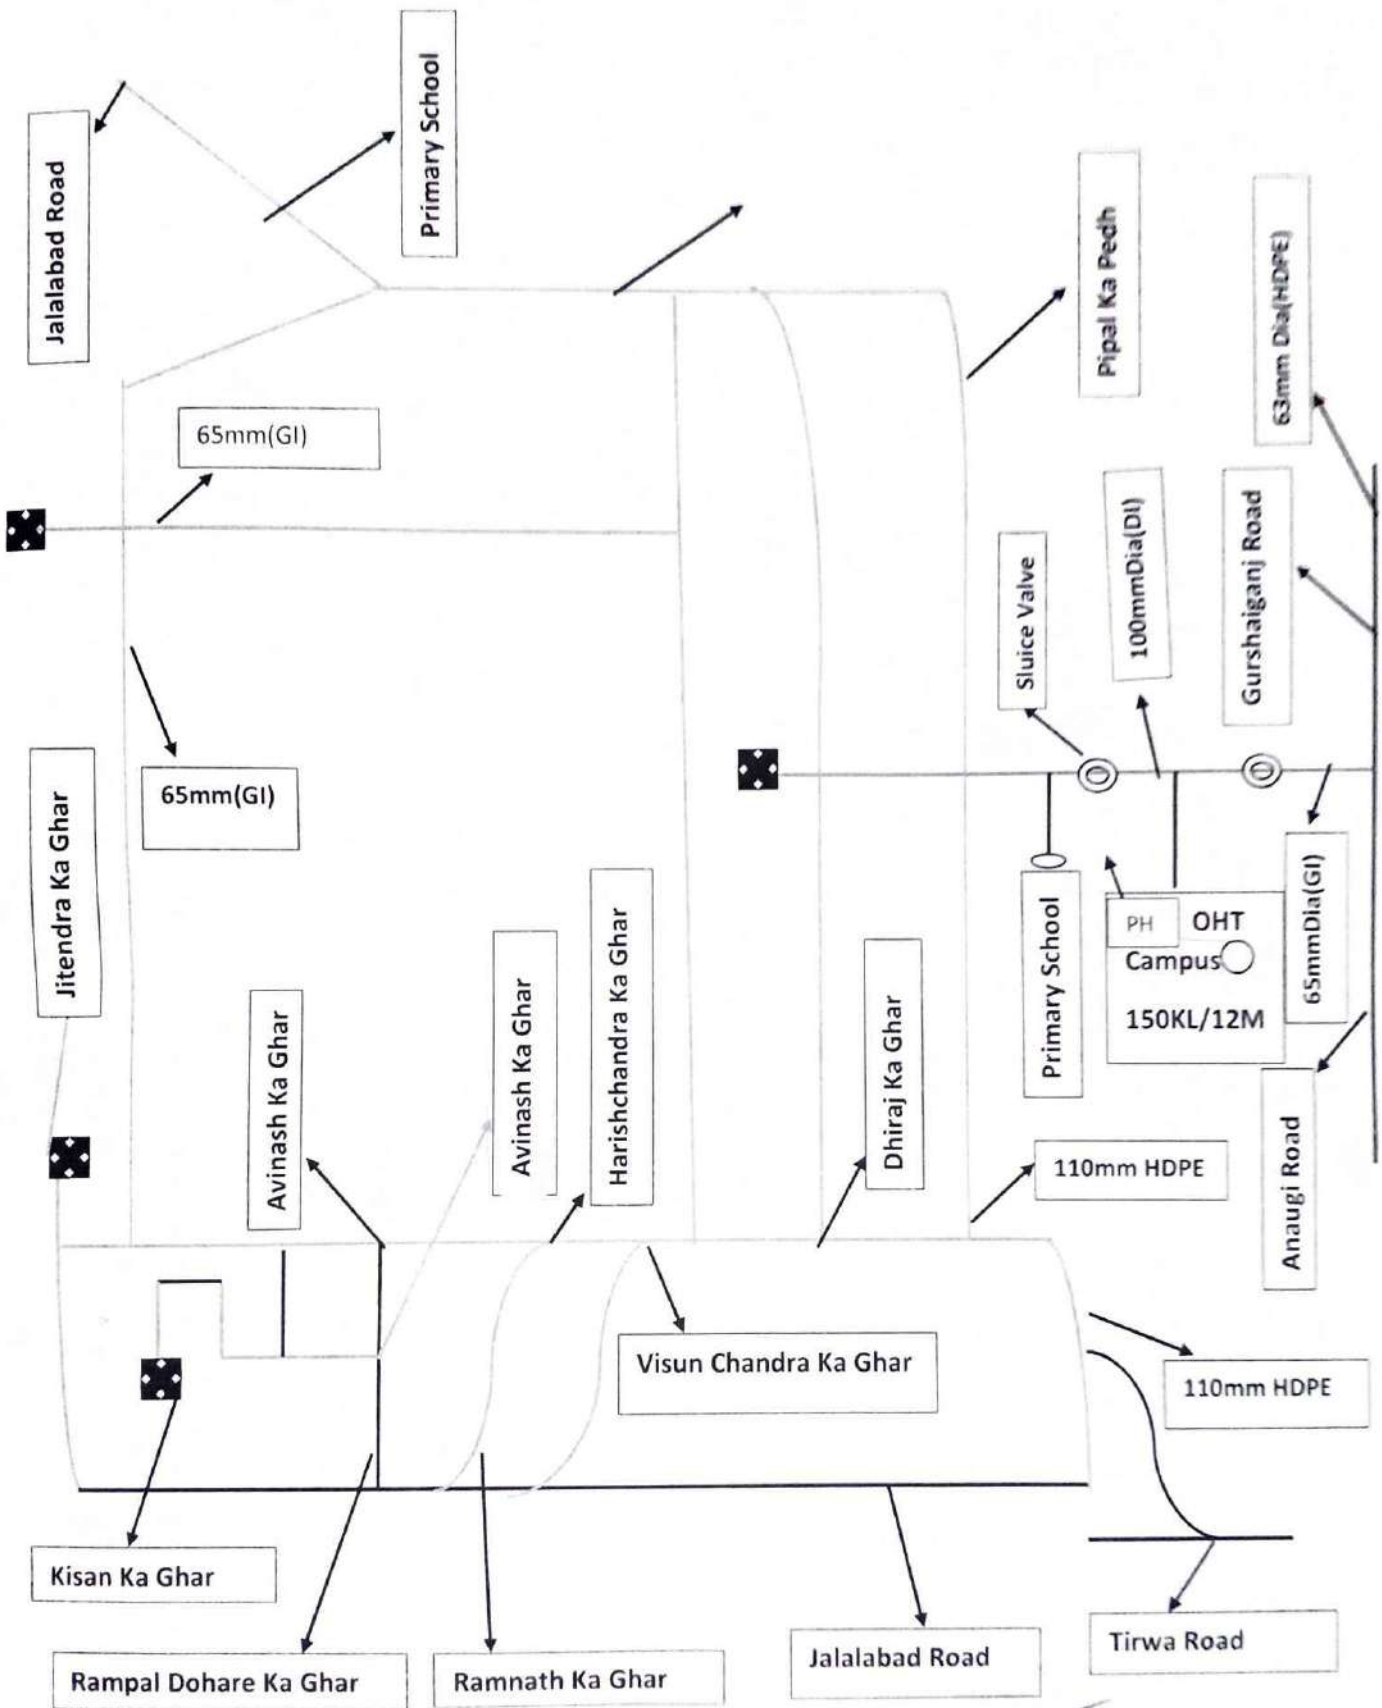 Jalalabad Road
Primary School
65mm(GI)
Pipal Ka Pedh
63mm Dia(HDPE)
Sluice Valve
100mmDia(DI)
Gurshaiganj Road
65mm(GI)
Jitendra Ka Ghar
Avinash Ka Ghar
Avinash Ka Ghar
Harishchandra Ka Ghar
Dhiraj Ka Ghar
Primary School
PH
OHT
Campus
150KL/12M
65mmDia(GI)
Anaugi Road
110mm HDPE
Visun Chandra Ka Ghar
110mm HDPE
Kisan Ka Ghar
Rampal Dohare Ka Ghar
Ramnath Ka Ghar
Jalalabad Road
Tirwa Road